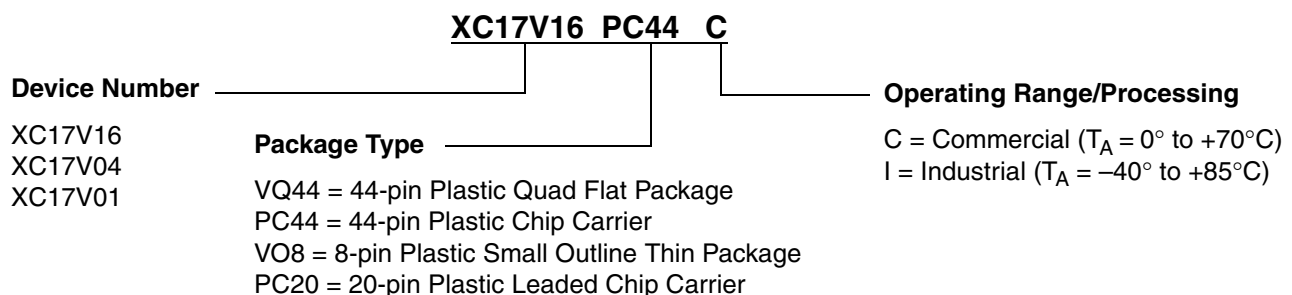 XC17V16 PC44 C
Device Number
XC17V16
XC17V04
XC17V01
Package Type
VQ44 = 44-pin Plastic Quad Flat Package
PC44 = 44-pin Plastic Chip Carrier
VO8 = 8-pin Plastic Small Outline Thin Package
PC20 = 20-pin Plastic Leaded Chip Carrier
Operating Range/Processing
C = Commercial (TA = 0° to +70°C)
I = Industrial (TA = –40° to +85°C)